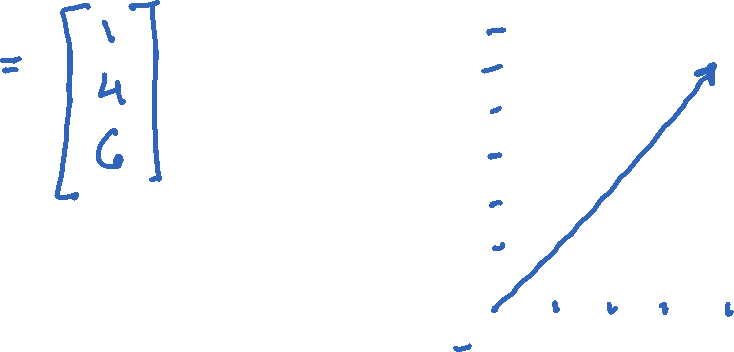 = [1
4
6]